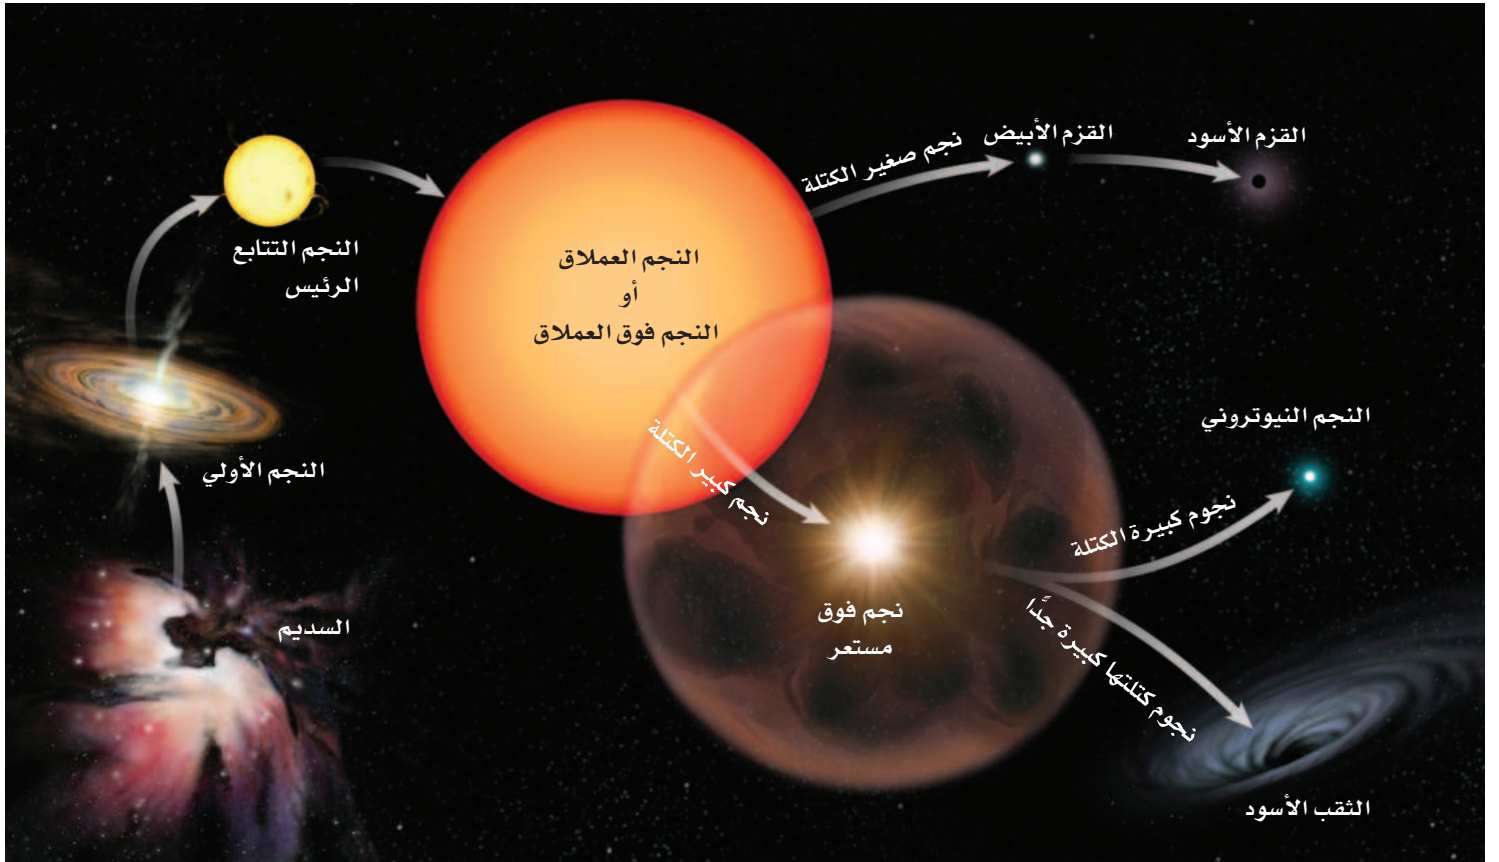 السديم
النجم الأولي
النجم التتابع
الرئيس
النجم العملاق
أو
النجم فوق العملاق
نجم صغير الكتلة
القزم الأبيض
القزم الأسود
نجم كبير الكتلة
نجم فوق
مستعر
نجوم كبيرة الكتلة
النجم النيوتروني
نجوم كتلتها كبيرة جدًّا
الثقب الأسود